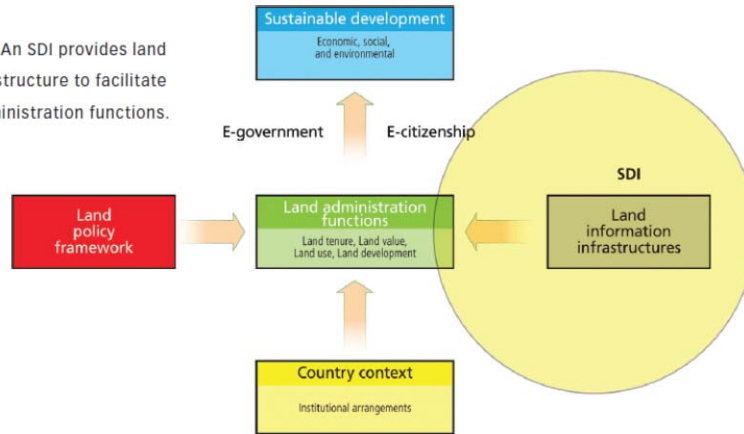 Sustainable development
Economic, social,
and environmental
An SDI provides land
structure to facilitate
ministration functions.
E-government
E-citizenship
SDI
Land
policy
framework
Land administration
functions
Land tenure, Land value,
Land use, Land development
Land
information
infrastructures
Country context
Institutional arrangements